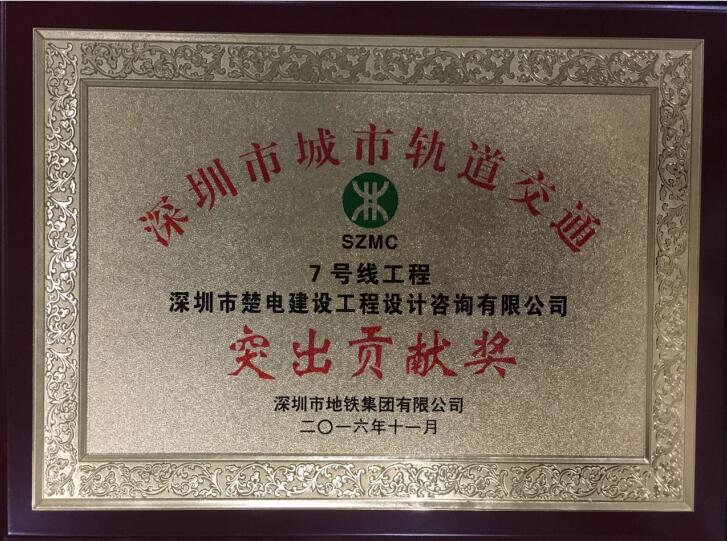 深圳市城市轨道交通
SZMC
7号线工程
深圳市楚电建设工程设计咨询有限公司
突出贡献奖
深圳市地铁集团有限公司
二〇一六年十一月